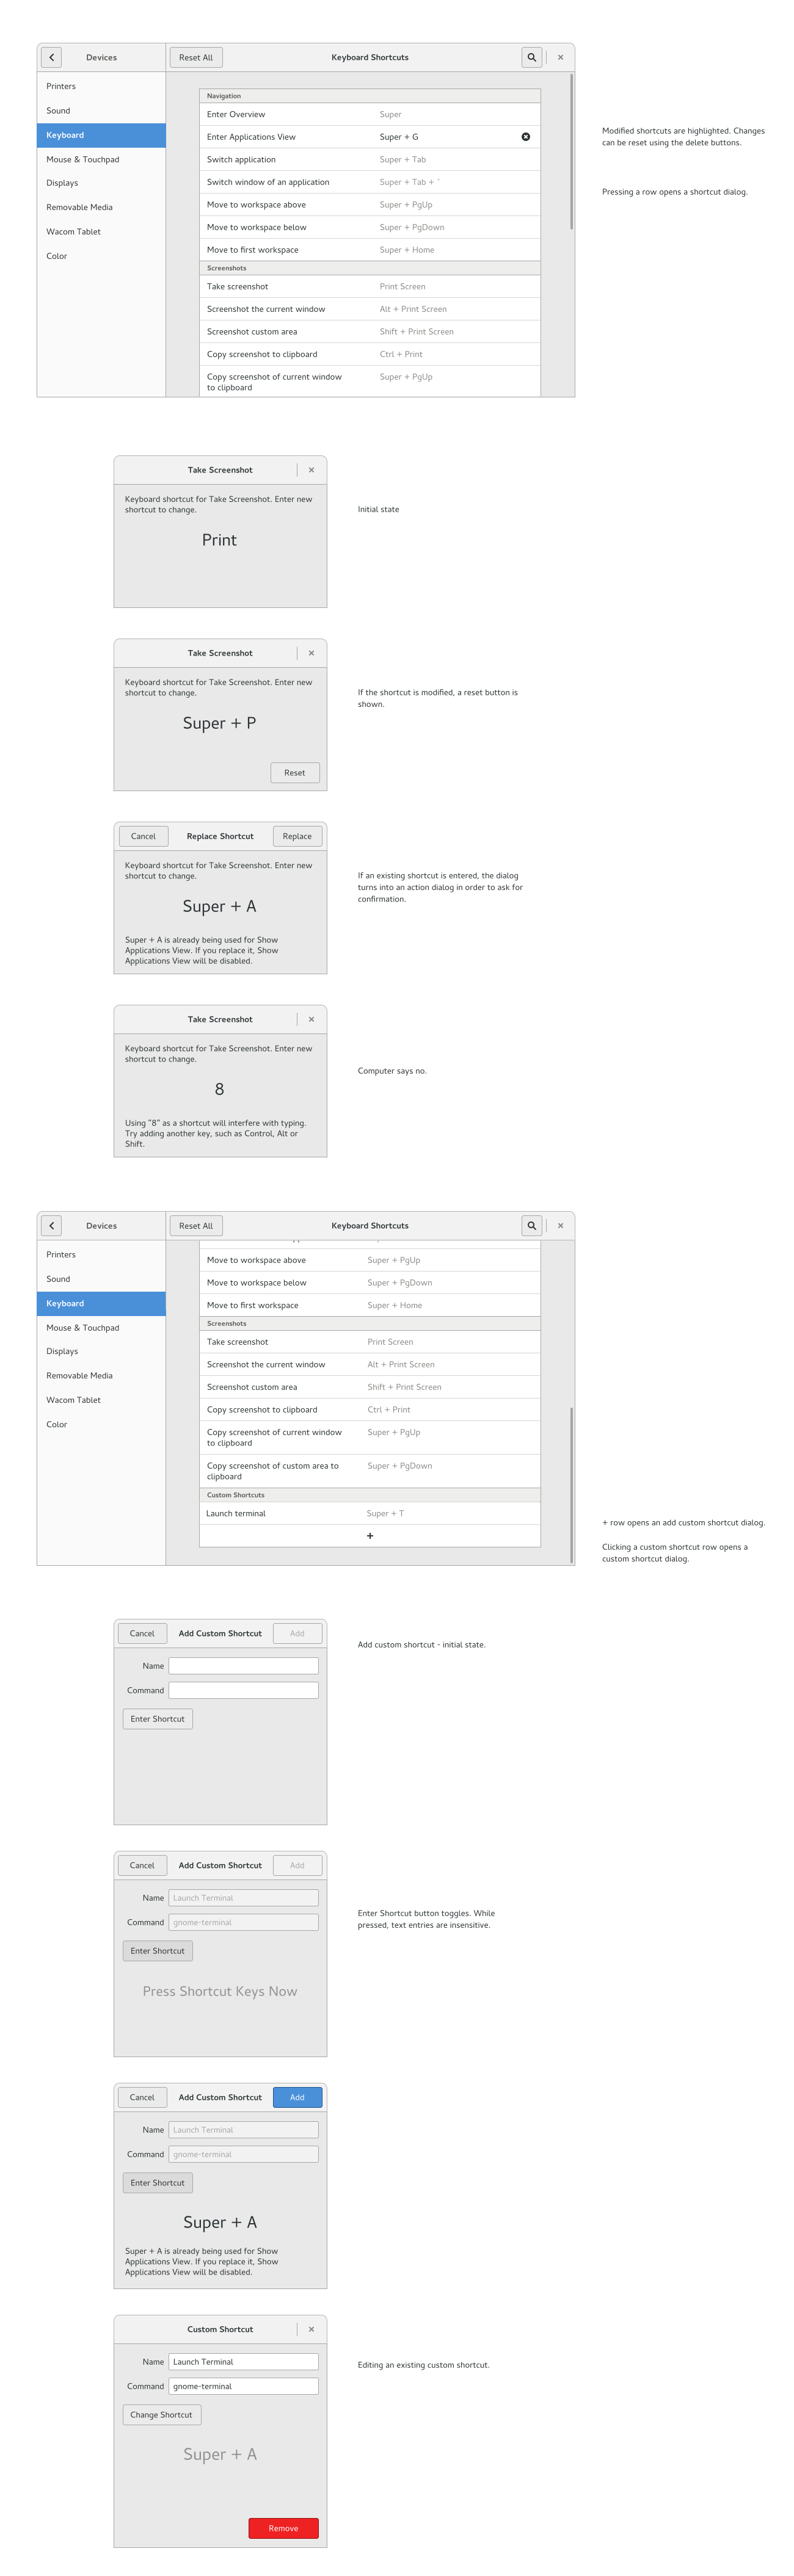 Devices
Reset All
Keyboard Shortcuts
×
Printers
Sound
Keyboard
Mouse & Touchpad
Displays
Removable Media
Wacom Tablet
Color
Navigation
Enter Overview Super
Enter Applications View Super + G
Switch application Super + Tab
Switch window of an application Super + Tab + `
Move to workspace above Super + PgUp
Move to workspace below Super + PgDown
Move to first workspace Super + Home
Screenshots
Take screenshot Print Screen
Screenshot the current window Alt + Print Screen
Screenshot custom area Shift + Print Screen
Copy screenshot to clipboard Ctrl + Print
Copy screenshot of current window Super + PgUp
to clipboard
Modified shortcuts are highlighted. Changes
can be reset using the delete buttons.
Pressing a row opens a shortcut dialog.
Take Screenshot ×
Keyboard shortcut for Take Screenshot. Enter new
shortcut to change.
Print
Initial state
Take Screenshot ×
Keyboard shortcut for Take Screenshot. Enter new
shortcut to change.
Super + P
Reset
If the shortcut is modified, a reset button is
shown.
Cancel Replace Shortcut Replace
Keyboard shortcut for Take Screenshot. Enter new
shortcut to change.
Super + A
Super + A is already being used for Show
Applications View. If you replace it, Show
Applications View will be disabled.
If an existing shortcut is entered, the dialog
turns into an action dialog in order to ask for
confirmation.
Take Screenshot ×
Keyboard shortcut for Take Screenshot. Enter new
shortcut to change.
8
Using “8” as a shortcut will interfere with typing.
Try adding another key, such as Control, Alt or
Shift.
Computer says no.
Devices
Reset All
Keyboard Shortcuts
×
Printers
Sound
Keyboard
Mouse & Touchpad
Displays
Removable Media
Wacom Tablet
Color
Move to workspace above Super + PgUp
Move to workspace below Super + PgDown
Move to first workspace Super + Home
Screenshots
Take screenshot Print Screen
Screenshot the current window Alt + Print Screen
Screenshot custom area Shift + Print Screen
Copy screenshot to clipboard Ctrl + Print
Copy screenshot of current window Super + PgUp
to clipboard
Copy screenshot of custom area to Super + PgDown
clipboard
Custom Shortcuts
Launch terminal Super + T
+
+ row opens an add custom shortcut dialog.
Clicking a custom shortcut row opens a
custom shortcut dialog.
Cancel Add Custom Shortcut Add
Name
Command
Enter Shortcut
Add custom shortcut - initial state.
Cancel Add Custom Shortcut Add
Name Launch Terminal
Command gnome-terminal
Enter Shortcut
Press Shortcut Keys Now
Enter Shortcut button toggles. While
pressed, text entries are insensitive.
Cancel Add Custom Shortcut Add
Name Launch Terminal
Command gnome-terminal
Enter Shortcut
Super + A
Super + A is already being used for Show
Applications View. If you replace it, Show
Applications View will be disabled.
Custom Shortcut ×
Name Launch Terminal
Command gnome-terminal
Change Shortcut
Super + A
Remove
Editing an existing custom shortcut.